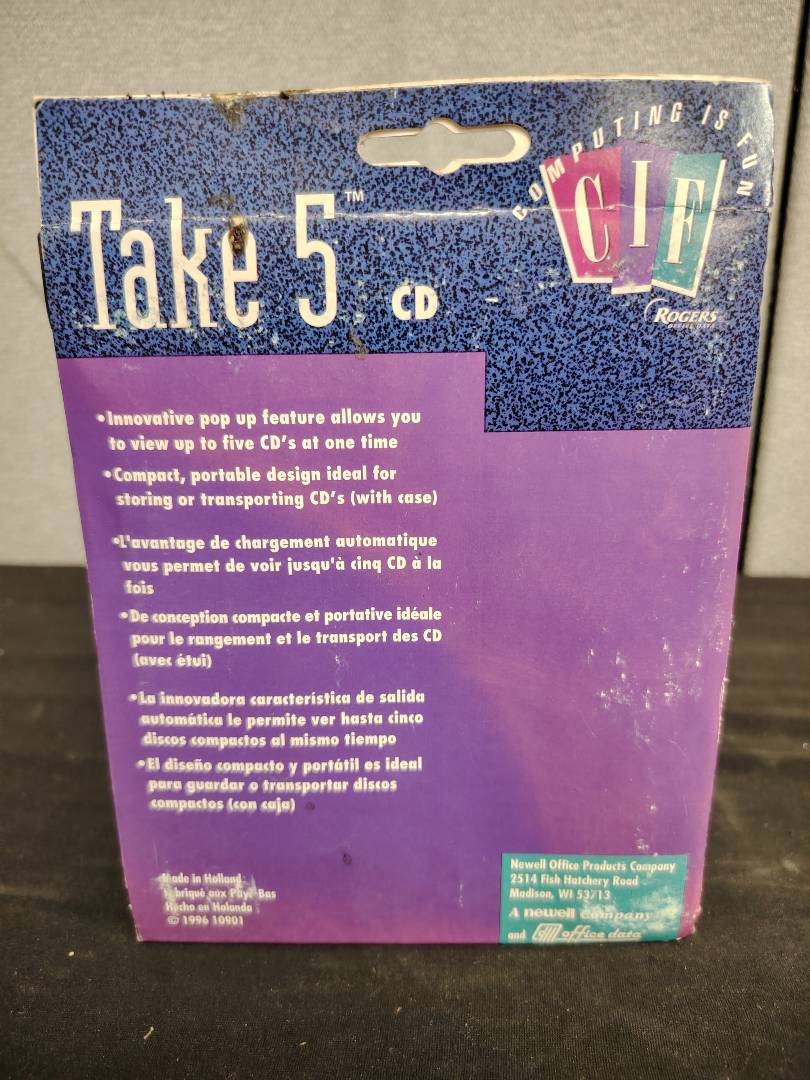 COMPUTING IS FUN
CIF
Take 5™ CD
ROGERS
•Innovative pop up feature allows you
to view up to five CD's at one time
•Compact, portable design ideal for
storing or transporting CD's (with case)
•L'avantage de chargement automatique
vous permet de voir jusqu'à cinq CD à la
fois
•De conception compacte et portative idéale
pour le rangement et le transport des CD
(avec étui)
•La innovadora característica de salida
automática le permite ver hasta cinco
discos compactos al mismo tiempo
•El diseño compacto y portátil es ideal
para guardar o transportar discos
compactos (con caja)
Made in Holland
Fabriqué aux Pays-Bas
Hecho en Holanda
© 1996 10901
Newell Office Products Company
2514 Fish Hatchery Road
Madison, WI 53713
A newell company
and office data